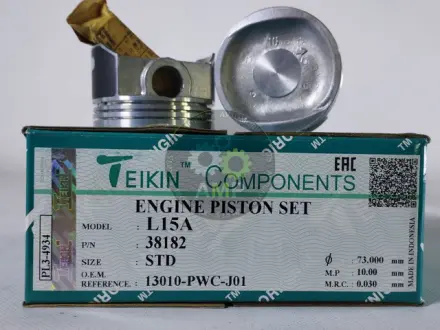 TEIKIN™ COMPONENTS
EAC
ENGINE PISTON SET
MODEL : L15A
P/N : 38182
SIZE : STD
O.E.M. REFERENCE : 13010-PWC-J01
ϕ : 73.000 mm
M.P : 10.00 mm
M.R.C : 0.030 mm
PL3-4934
TEIKIN
MADE IN INDONESIA